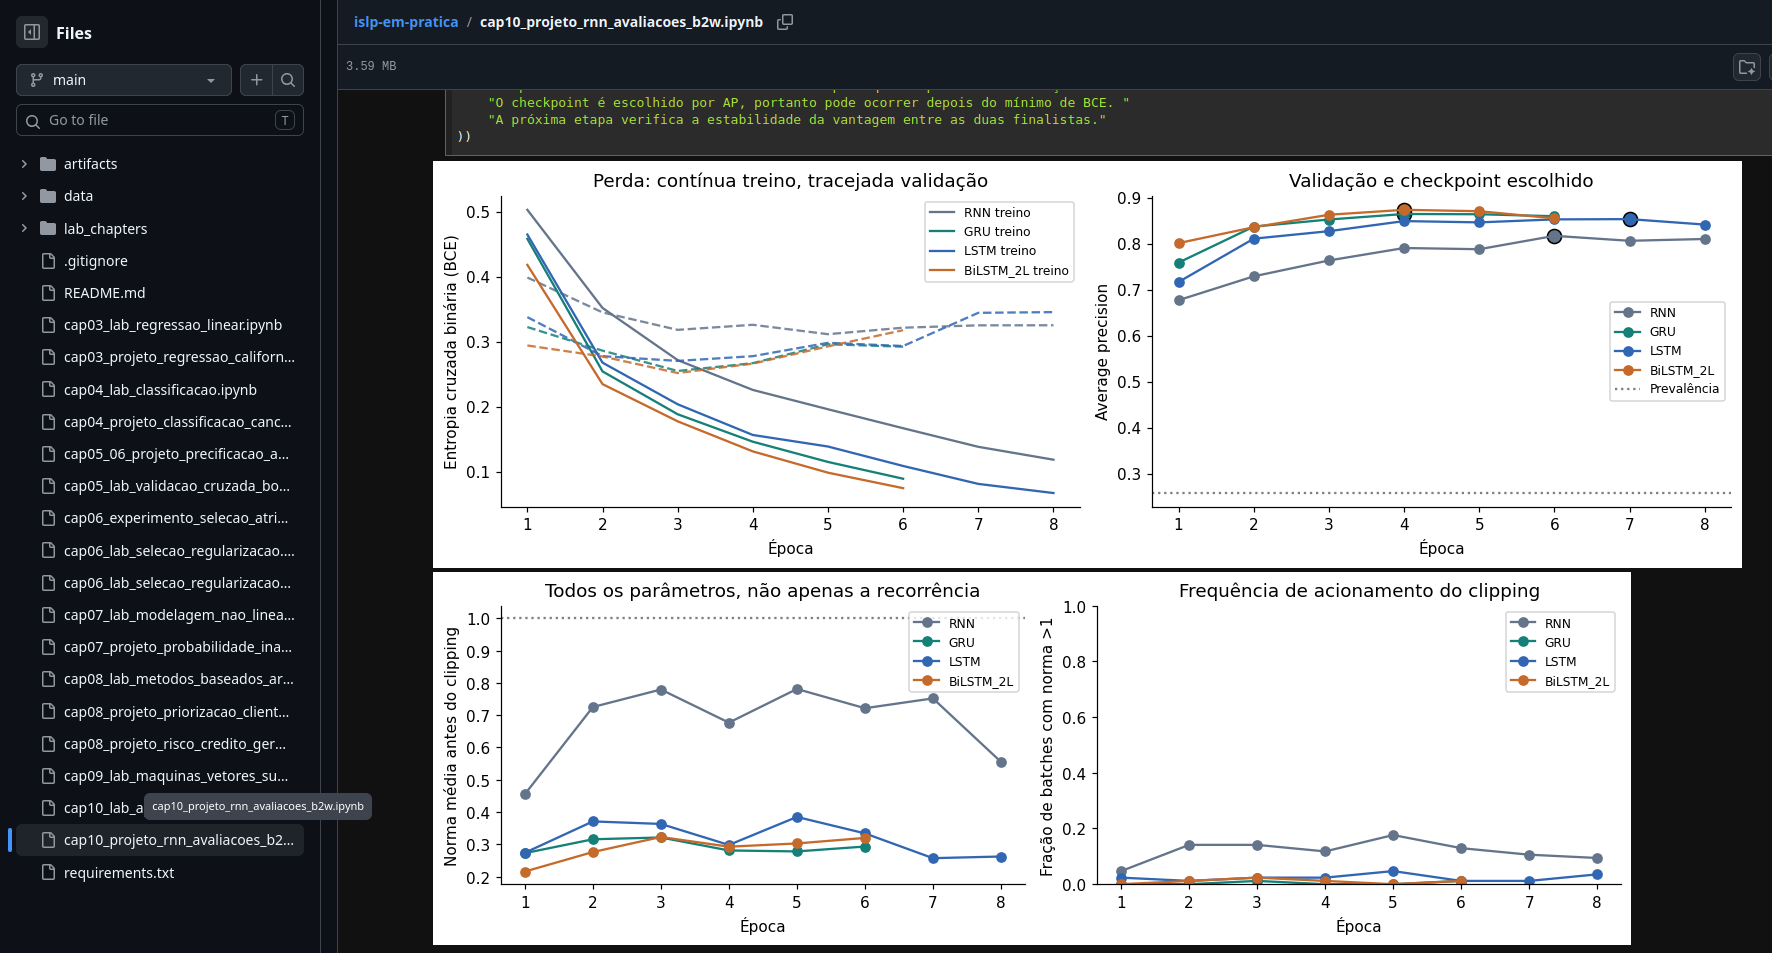 Files
main
Go to file
T
artifacts
data
lab_chapters
.gitignore
README.md
cap03_lab_regressao_linear.ipynb
cap03_projeto_regressao_californ...
cap04_lab_classificacao.ipynb
cap04_projeto_classificacao_canc...
cap05_06_projeto_precificacao_a...
cap05_lab_validacao_cruzada_bo...
cap06_experimento_selecao_atri...
cap06_lab_selecao_regularizacao....
cap06_lab_selecao_regularizacao...
cap07_lab_modelagem_nao_linea...
cap07_projeto_probabilidade_ina...
cap08_lab_metodos_baseados_ar...
cap08_projeto_priorizacao_client...
cap08_projeto_risco_credito_ger...
cap09_lab_maquinas_vetores_su...
cap10_lab_a
cap10_projeto_rnn_avaliacoes_b2w.ipynb
cap10_projeto_rnn_avaliacoes_b2...
requirements.txt
islp-em-pratica / cap10_projeto_rnn_avaliacoes_b2w.ipynb
3.59 MB
"O checkpoint é escolhido por AP, portanto pode ocorrer depois do mínimo de BCE. "
"A próxima etapa verifica a estabilidade da vantagem entre as duas finalistas."
))
Perda: contínua treino, tracejada validação
Entropia cruzada binária (BCE)
0.5
0.4
0.3
0.2
0.1
RNN treino
GRU treino
LSTM treino
BiLSTM_2L treino
1 2 3 4 5 6 7 8
Época
Validação e checkpoint escolhido
Average precision
0.9
0.8
0.7
0.6
0.5
0.4
0.3
RNN
GRU
LSTM
BiLSTM_2L
Prevalência
1 2 3 4 5 6 7 8
Época
Todos os parâmetros, não apenas a recorrência
Norma média antes do clipping
1.0
0.9
0.8
0.7
0.6
0.5
0.4
0.3
0.2
RNN
GRU
LSTM
BiLSTM_2L
1 2 3 4 5 6 7 8
Época
Frequência de acionamento do clipping
Fração de batches com norma >1
1.0
0.8
0.6
0.4
0.2
0.0
RNN
GRU
LSTM
BiLSTM_2L
1 2 3 4 5 6 7 8
Época